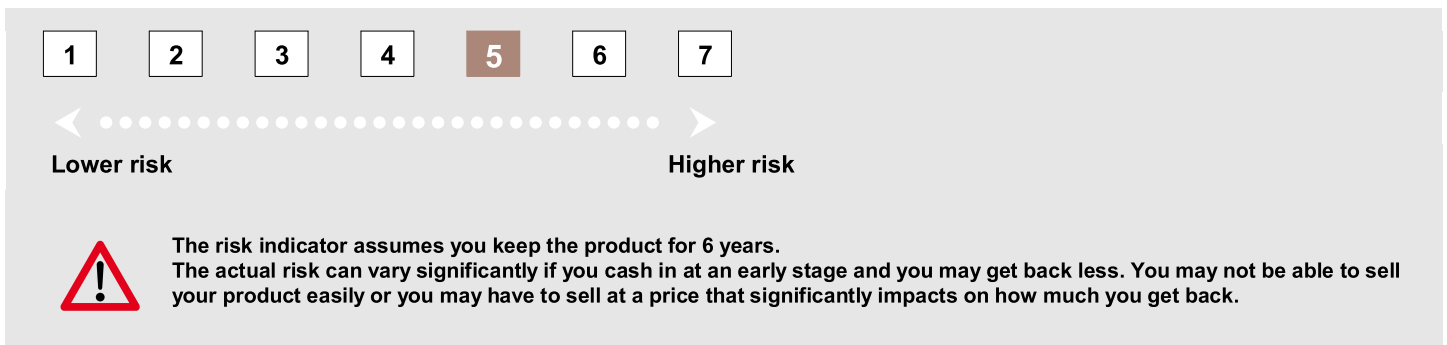 1 2 3 4 5 6 7
Lower risk Higher risk
The risk indicator assumes you keep the product for 6 years.
The actual risk can vary significantly if you cash in at an early stage and you may get back less. You may not be able to sell
your product easily or you may have to sell at a price that significantly impacts on how much you get back.